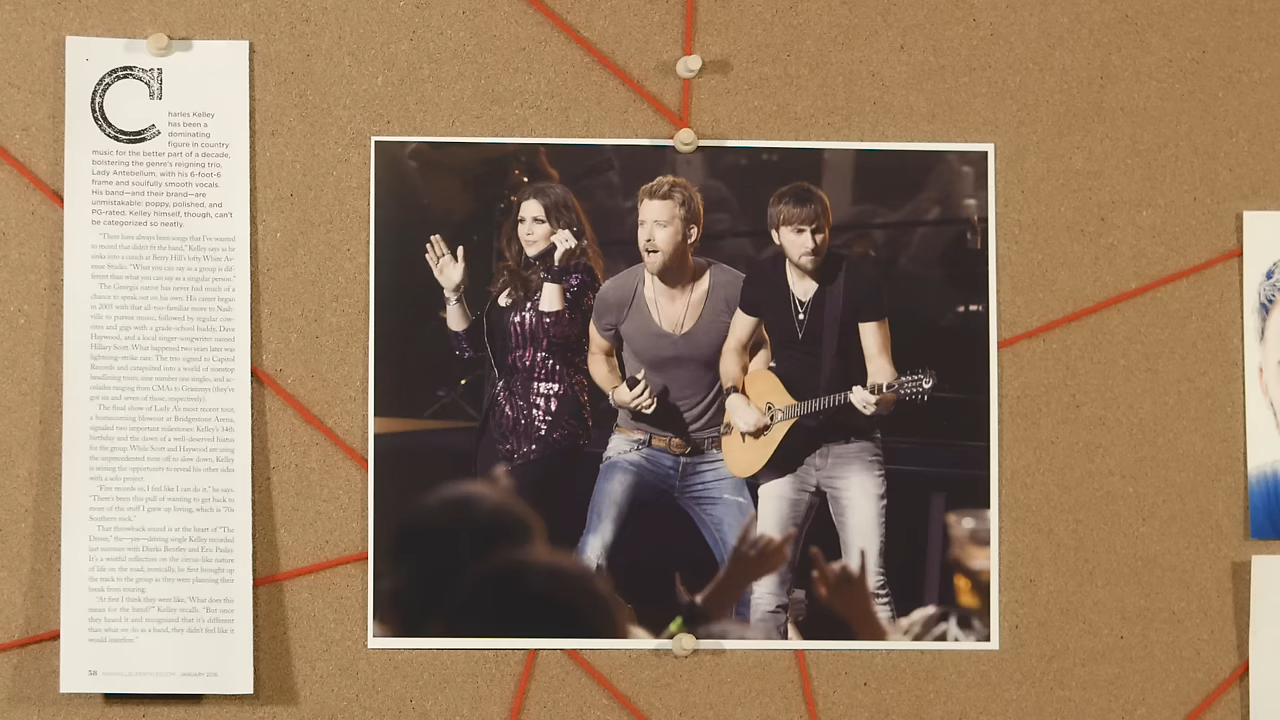 Charles Kelley
has been a
dominating
figure in country
music for the better part of a decade,
bolstering the genre's reigning trio,
Lady Antebellum, with his 6-foot-6
frame and soulfully smooth vocals.
His band—and their brand—are
unmistakable: poppy, polished, and
PG-rated. Kelley himself, though, can't
be categorized so neatly.
"There have always been songs that I've wanted
to record that didn't fit the band," Kelley says as he
sinks into a couch at Berry Hill's lofty White Av-
enue Studio. "What you can say as a group is dif-
ferent than what you can say as a singular person."
The Georgia native has never had much of a
chance to speak out on his own. His career began
in 2005 with that all-too-familiar move to Nash-
ville to pursue music, followed by regular cow-
rites and gigs with a grade-school buddy, Dave
Haywood, and a local singer-songwriter named
Hillary Scott. What happened two years later was
lightning-strike rare: The trio signed to Capitol
Records and catapulted into a world of nonstop
headlining tours, nine number one singles, and ac-
colades ranging from CMAs to Grammys (they've
got six and seven of those, respectively).
The final show of Lady A's most recent tour,
a homecoming blowout at Bridgestone Arena,
signaled two important milestones: Kelley's 34th
birthday and the dawn of a well-deserved hiatus
for the group. While Scott and Haywood are using
the unprecedented time off to slow down, Kelley
is seizing the opportunity to reveal his other sides
with a solo project.
"Five records in, I feel like I can do it," he says.
"There's been this pull of wanting to get back to
more of the stuff I grew up loving, which is '70s
Southern rock."
That throwback sound is at the heart of "The
Driver," the—yes—driving single Kelley recorded
last summer with Dierks Bentley and Eric Paslay.
It's a wistful reflection on the circus-like nature
of life on the road; ironically, he first brought up
the track to the group as they were planning their
break from touring.
"At first I think they were like, 'What does this
mean for the band?'" Kelley recalls. "But once
they heard it and recognized that it's different
than what we do as a band, they didn't feel like it
would interfere."
58 JANUARY 2016